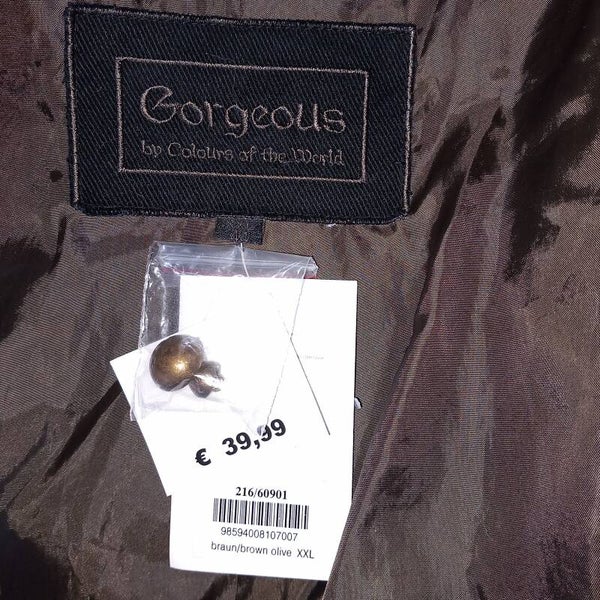 Gorgeous
by Colours of the World
€ 39,99
216/60901
98594008107007
braun/brown olive XXL